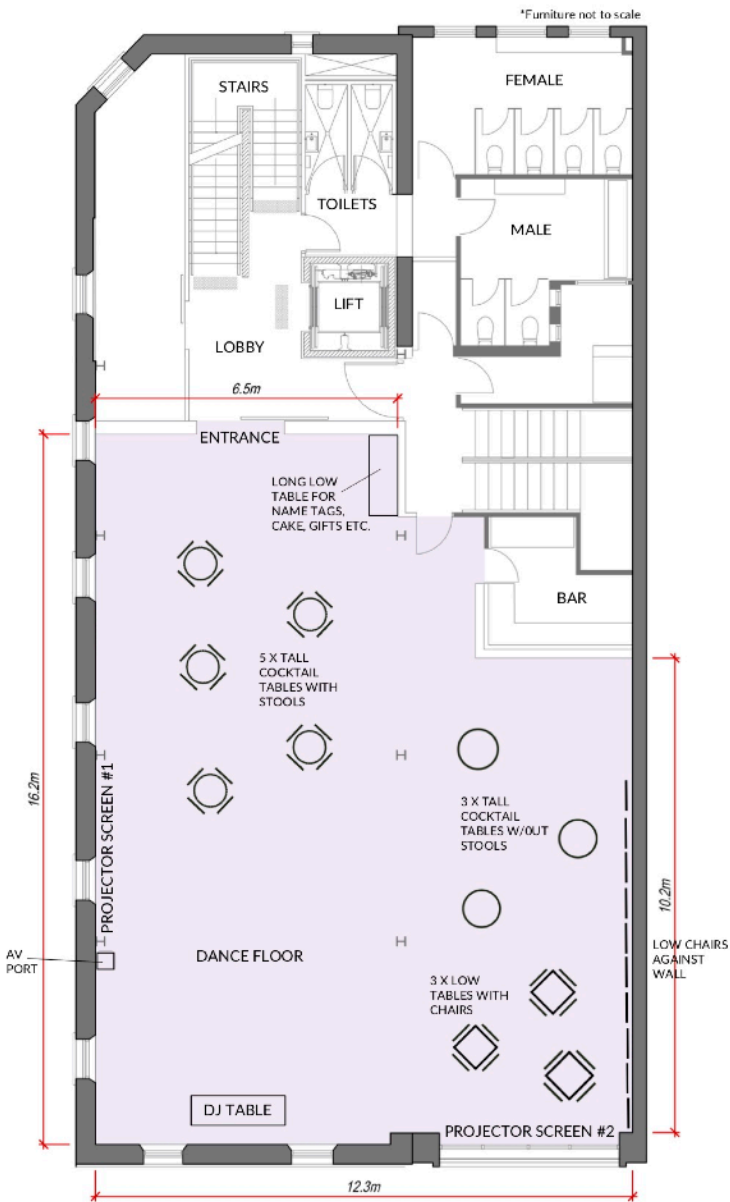 *Furniture not to scale
STAIRS
FEMALE
TOILETS
MALE
LIFT
LOBBY
6.5m
ENTRANCE
LONG LOW
TABLE FOR
NAME TAGS,
CAKE, GIFTS ETC.
BAR
5 X TALL
COCKTAIL
TABLES WITH
STOOLS
16.2m
PROJECTOR SCREEN #1
3 X TALL
COCKTAIL
TABLES W/0UT
STOOLS
10.2m
AV
PORT
DANCE FLOOR
LOW CHAIRS
AGAINST
WALL
3 X LOW
TABLES WITH
CHAIRS
DJ TABLE
PROJECTOR SCREEN #2
12.3m